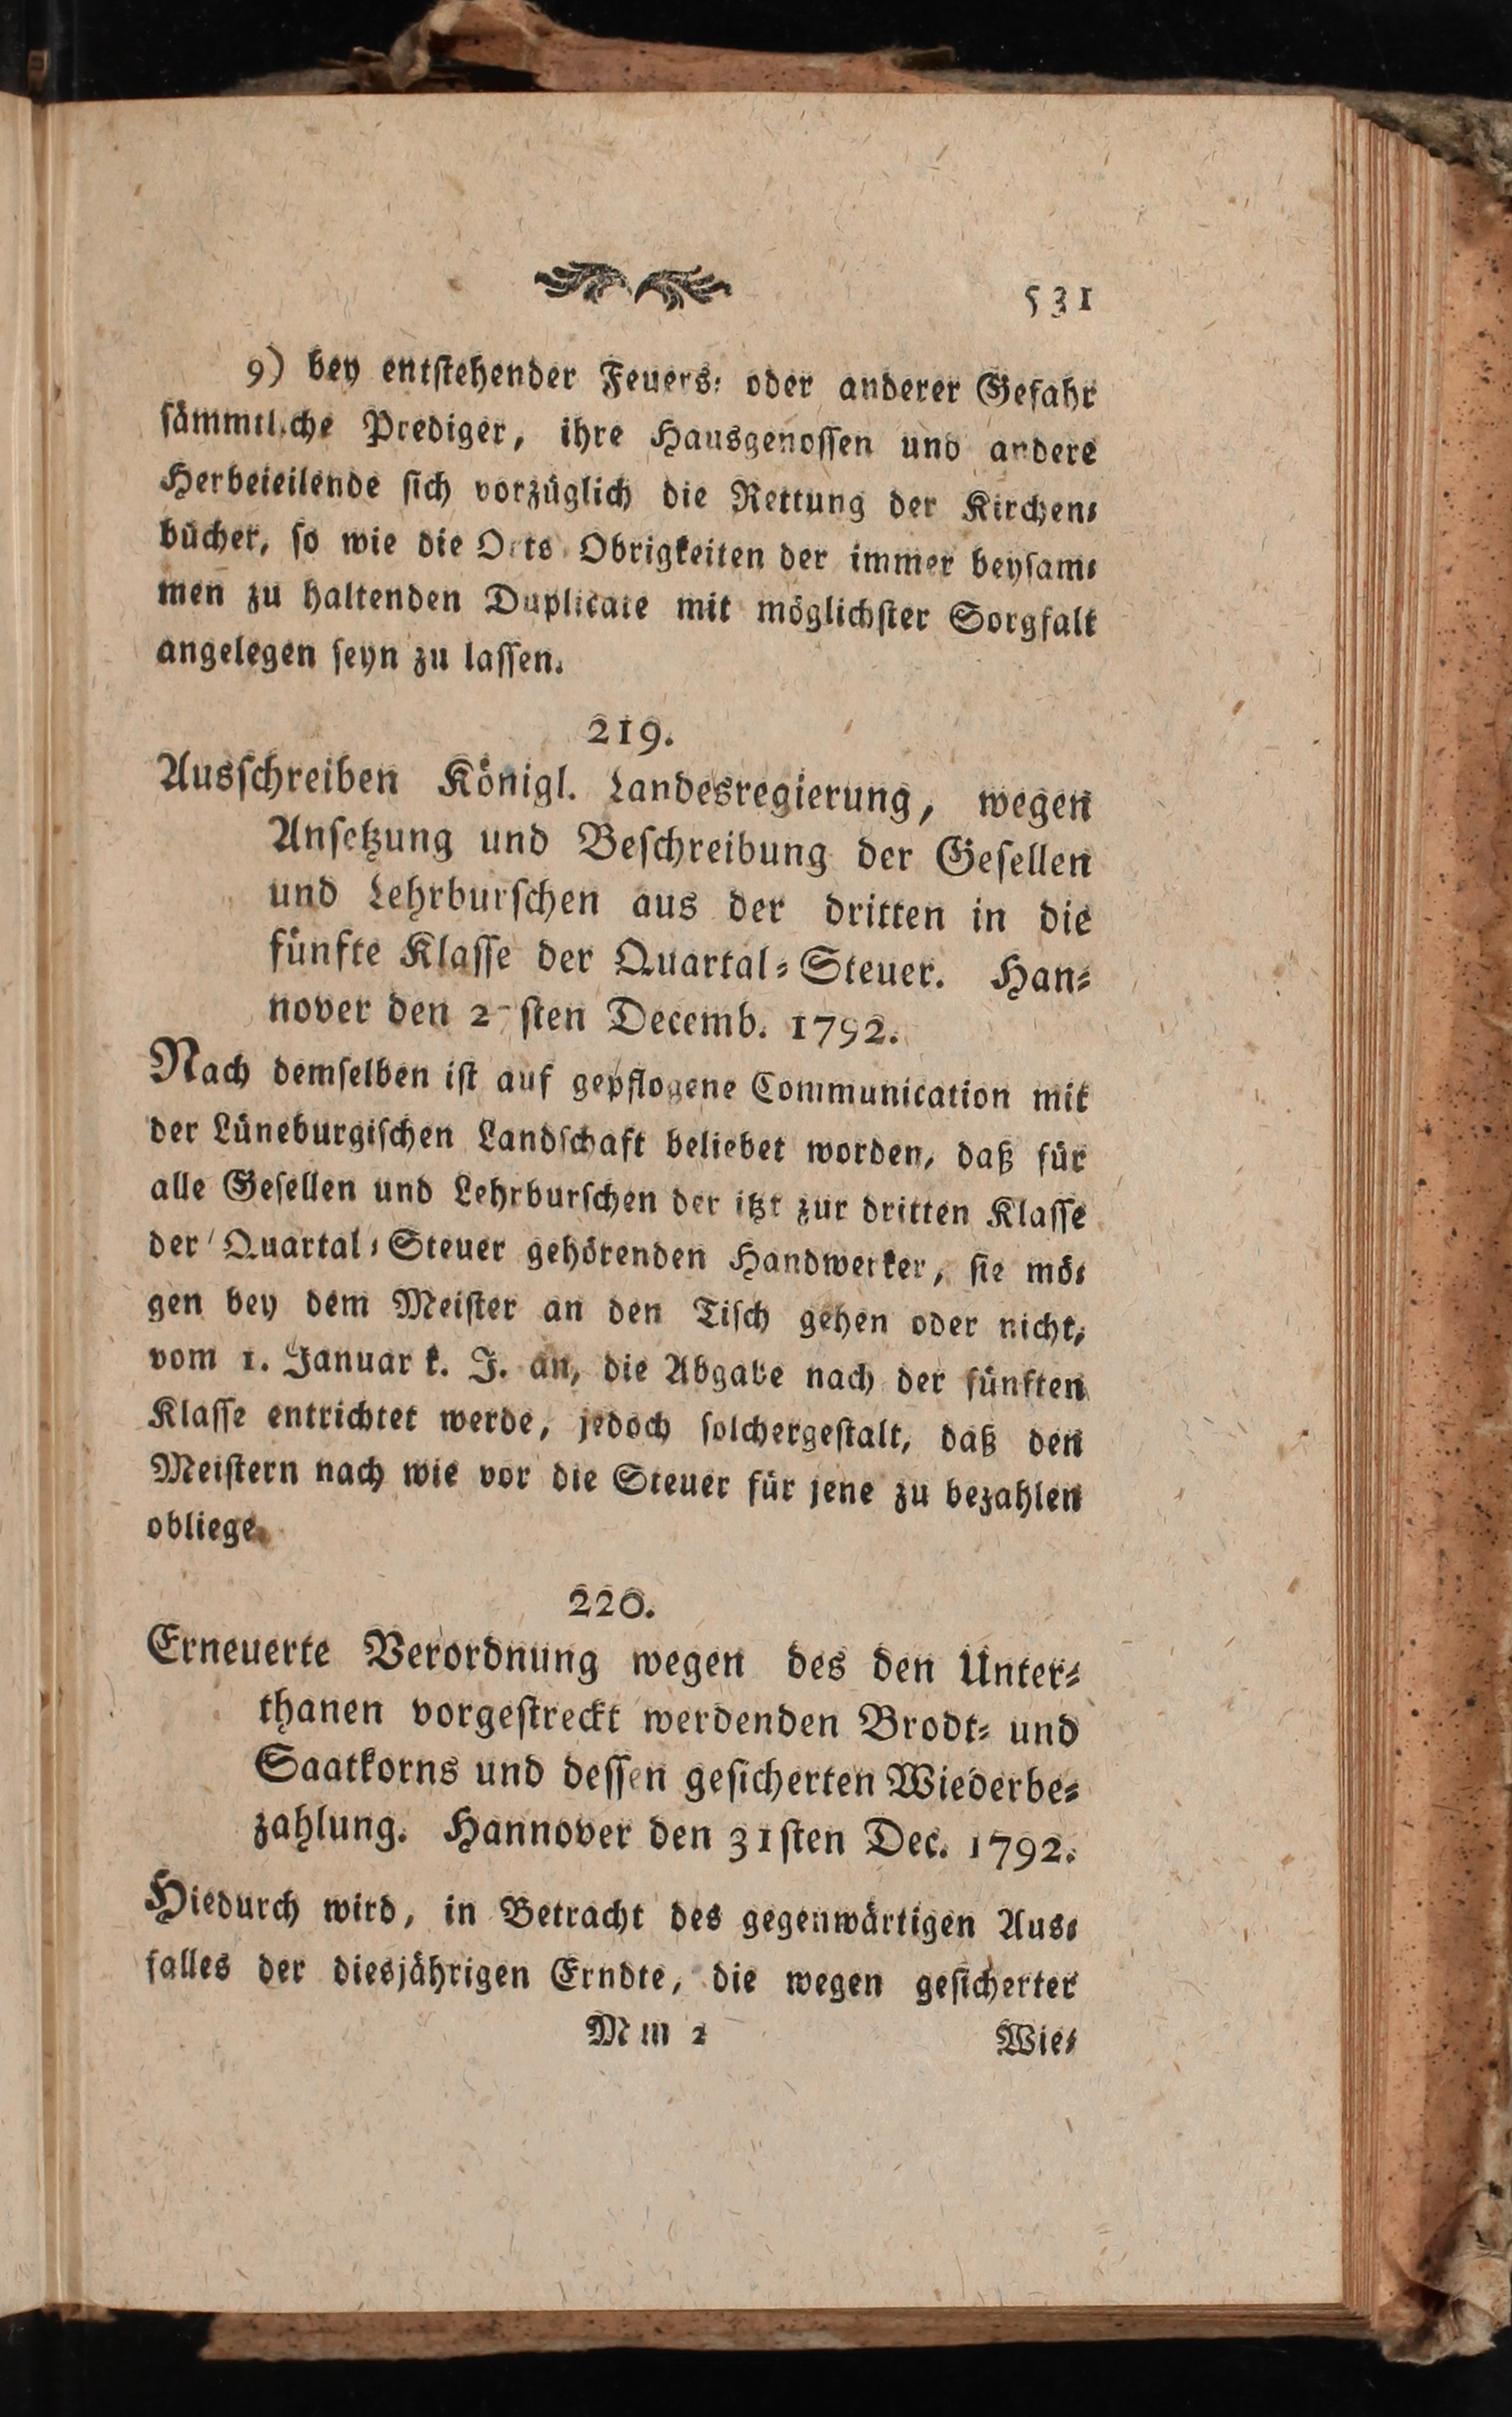 531
9) bey entſtehender Feuers- oder anderer Gefahr
ſämmtliche Prediger, ihre Hausgenoſſen und andere
Herbeieilende ſich vorzüglich die Rettung der Kirchen-
bücher, ſo wie die Orts Obrigkeiten der immer beyſam-
men zu haltenden Duplicate mit möglichſter Sorgfalt
angelegen ſeyn zu laſſen.
219.
Ausſchreiben Königl. Landesregierung, wegen
Anſetzung und Beſchreibung der Geſellen
und Lehrburſchen aus der dritten in die
fünfte Klaſſe der Quartal-Steuer. Han-
nover den Decemb. 1792.
Nach demſelben iſt auf gepflogene Communication mit
der Lüneburgiſchen Landſchaft beliebet worden, daß für
alle Geſellen und Lehrburſchen der itzt zur dritten Klaſſe
der Quartal-Steuer gehörenden Handwerker, ſie mö-
gen bey dem Meiſter an den Tiſch gehen oder nicht,
vom 1. Januar k. J. an, die Abgabe nach der fünften
Klaſſe entrichtet werde, jedoch ſolchergeſtalt, daß den
Meiſtern nach wie vor die Steuer für jene zu bezahlen
obliege.
220.
Erneuerte Verordnung wegen des den Unter-
thanen vorgeſtreckt werdenden Brodt- und
Saatkorns und deſſen geſicherten Wiederbe-
zahlung. Hannover den 31ſten Dec. 1792.
Hiedurch wird, in Betracht des gegenwärtigen Aus-
falles der diesjährigen Erndte, die wegen geſicherter
M m 2 Wie-